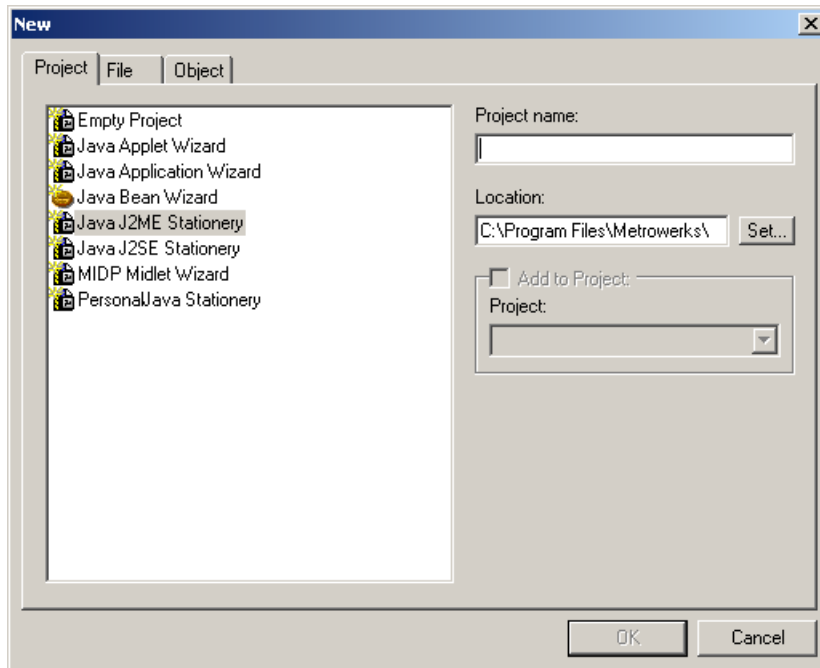 New
Project File Object
Empty Project
Java Applet Wizard
Java Application Wizard
Java Bean Wizard
Java J2ME Stationery
Java J2SE Stationery
MIDP Midlet Wizard
PersonalJava Stationery
Project name:
Location:
C:\Program Files\Metrowerks\ Set...
Add to Project:
Project:
OK Cancel